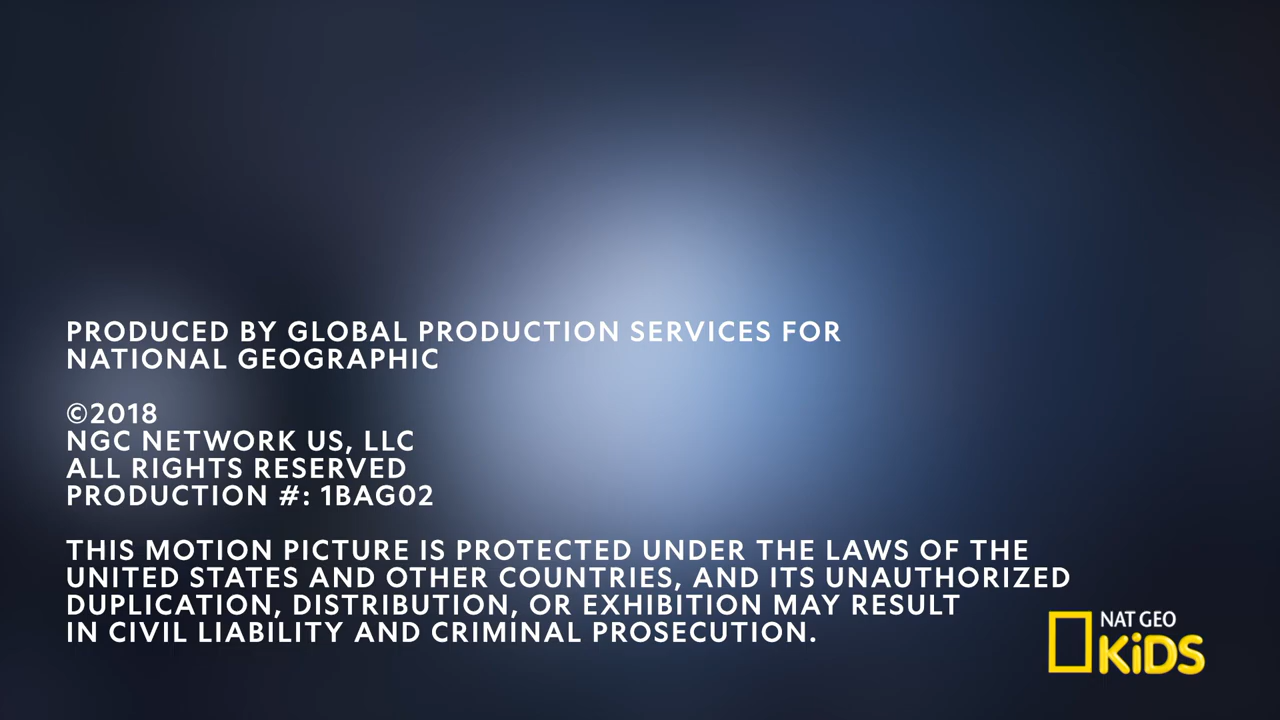 PRODUCED BY GLOBAL PRODUCTION SERVICES FOR
NATIONAL GEOGRAPHIC
©2018
NGC NETWORK US, LLC
ALL RIGHTS RESERVED
PRODUCTION #: 1BAG02
THIS MOTION PICTURE IS PROTECTED UNDER THE LAWS OF THE
UNITED STATES AND OTHER COUNTRIES, AND ITS UNAUTHORIZED
DUPLICATION, DISTRIBUTION, OR EXHIBITION MAY RESULT
IN CIVIL LIABILITY AND CRIMINAL PROSECUTION.
NAT GEO
KiDS